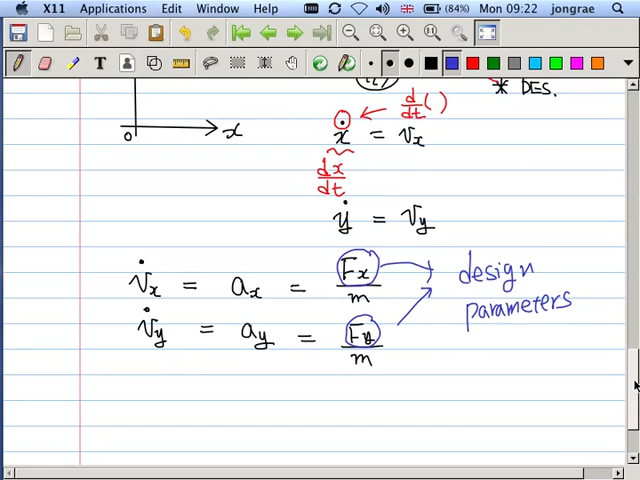 X11 Applications Edit Window Help (84%) Mon 09:22 jongrae
* DES.
d/dt ( )
ẋ = vx
0 x
dx/dt
ẏ = vy
v̇x = ax = Fx/m
design
parameters
v̇y = ay = Fy/m